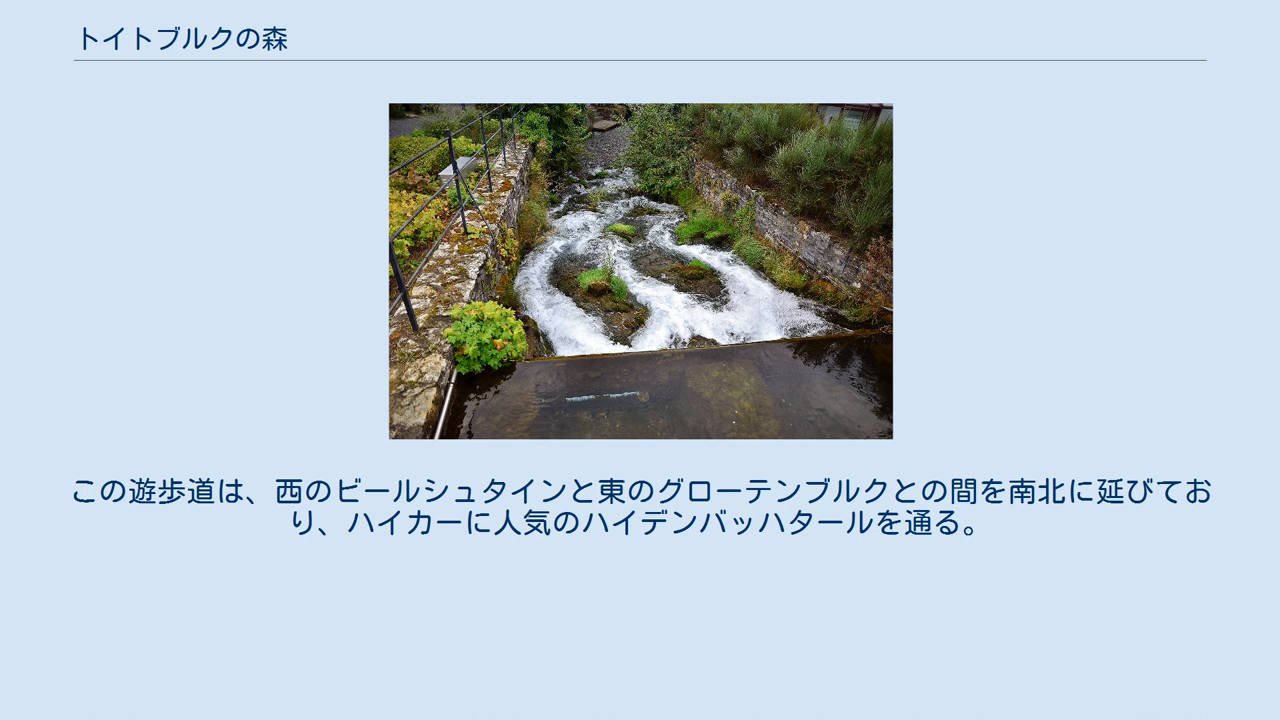 トイトブルクの森
この遊歩道は、西のビールシュタインと東のグローテンブルクとの間を南北に延びてお
り、ハイカーに人気のハイデンバッハタールを通る。